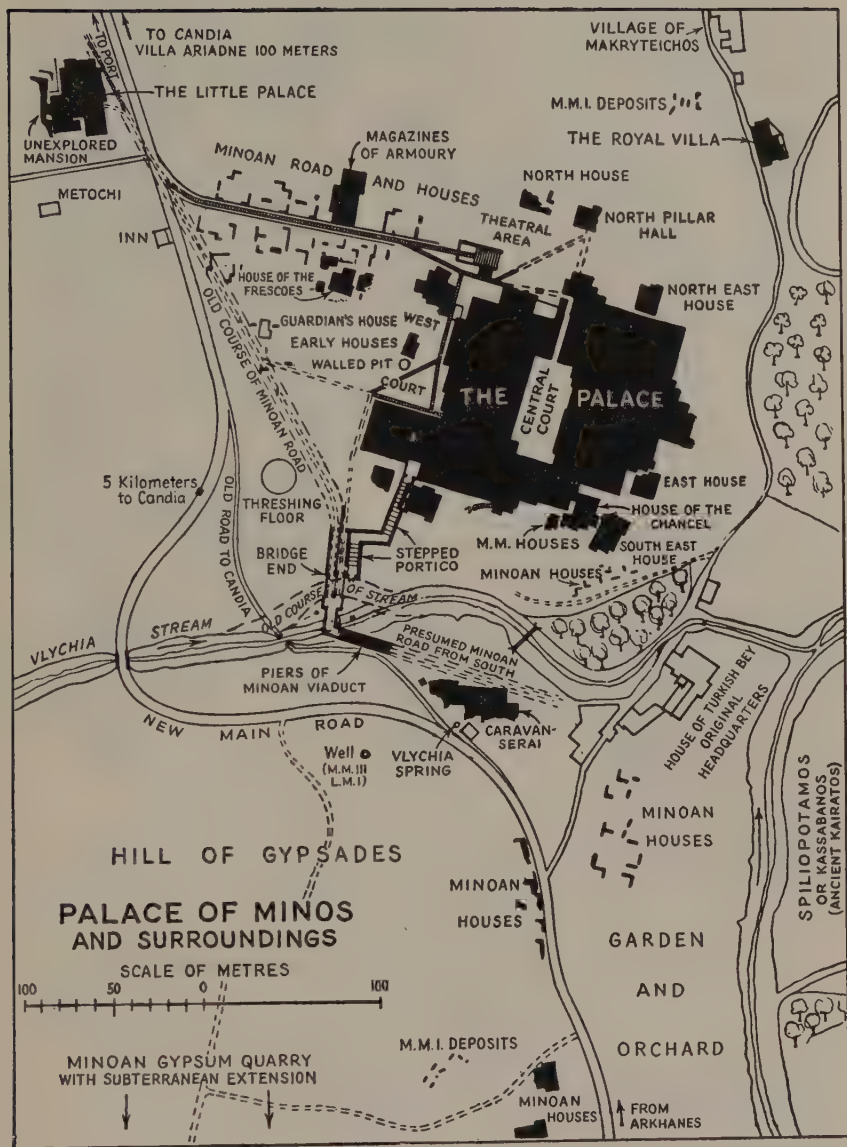 TO CANDIA
VILLA ARIADNE 100 METERS
TO PORT
THE LITTLE PALACE
UNEXPLORED
MANSION
METOCHI
INN
VILLAGE OF
MAKRYTEICHOS
M.M.I. DEPOSITS
THE ROYAL VILLA
MAGAZINES
OF ARMOURY
MINOAN ROAD AND HOUSES
NORTH HOUSE
THEATRAL
AREA
NORTH PILLAR
HALL
HOUSE OF THE
FRESCOES
NORTH EAST
HOUSE
GUARDIAN'S HOUSE
WEST
COURT
EARLY HOUSES
WALLED PIT
OLD COURSE OF MINOAN ROAD
THE PALACE
CENTRAL
COURT
5 Kilometers
to Candia
OLD ROAD TO CANDIA
THRESHING
FLOOR
EAST HOUSE
HOUSE OF THE
CHANCEL
M.M. HOUSES
SOUTH EAST
HOUSE
MINOAN HOUSES
BRIDGE
END
STEPPED
PORTICO
OLD COURSE OF STREAM
VLYCHIA STREAM
PRESUMED MINOAN
ROAD FROM SOUTH
PIERS OF
MINOAN VIADUCT
NEW MAIN ROAD
CARAVAN-
SERAI
VLYCHIA
SPRING
Well
(M.M.III
L.M.I)
HOUSE OF TURKISH BEY
ORIGINAL
HEADQUARTERS
MINOAN
HOUSES
SPILIOPOTAMOS
OR KASSABANOS
(ANCIENT KAIRATOS)
HILL OF GYPSADES
PALACE OF MINOS
AND SURROUNDINGS
SCALE OF METRES
100 50 0 100
MINOAN
HOUSES
GARDEN
AND
ORCHARD
MINOAN GYPSUM QUARRY
WITH SUBTERRANEAN EXTENSION
M.M.I. DEPOSITS
MINOAN
HOUSES
FROM
ARKHANES